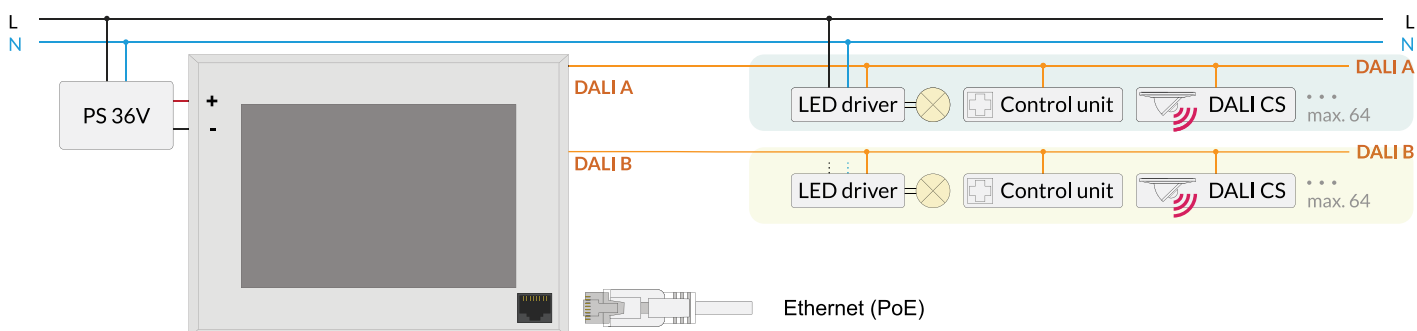 L
L
N
N
DALI A
DALI A
PS 36V
+
-
LED driver
Control unit
DALI CS
• • •
max. 64
DALI B
DALI B
LED driver
Control unit
DALI CS
• • •
max. 64
Ethernet (PoE)